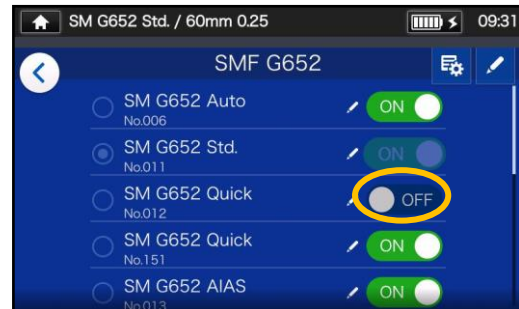 SM G652 Std. / 60mm 0.25 09:31
SMF G652
SM G652 Auto
No.006
ON
SM G652 Std.
No.011
ON
SM G652 Quick
No.012
OFF
SM G652 Quick
No.151
ON
SM G652 AIAS
No.013
ON